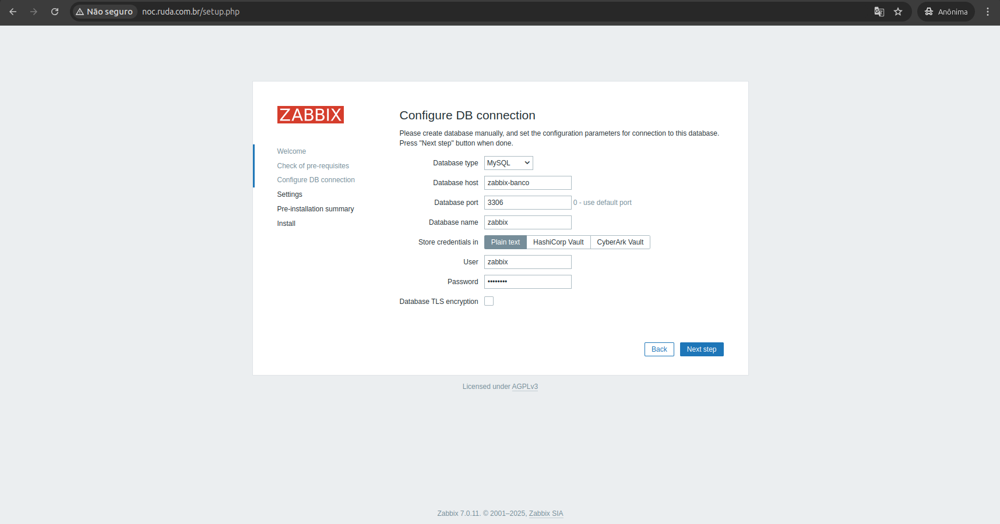 Não seguro noc.ruda.com.br/setup.php Anônima
ZABBIX
Welcome
Check of pre-requisites
Configure DB connection
Settings
Pre-installation summary
Install
Configure DB connection
Please create database manually, and set the configuration parameters for connection to this database.
Press "Next step" button when done.
Database type MySQL
Database host zabbix-banco
Database port 3306 0 - use default port
Database name zabbix
Store credentials in Plain text HashiCorp Vault CyberArk Vault
User zabbix
Password ••••••••
Database TLS encryption
Back Next step
Licensed under AGPLv3
Zabbix 7.0.11. © 2001–2025, Zabbix SIA